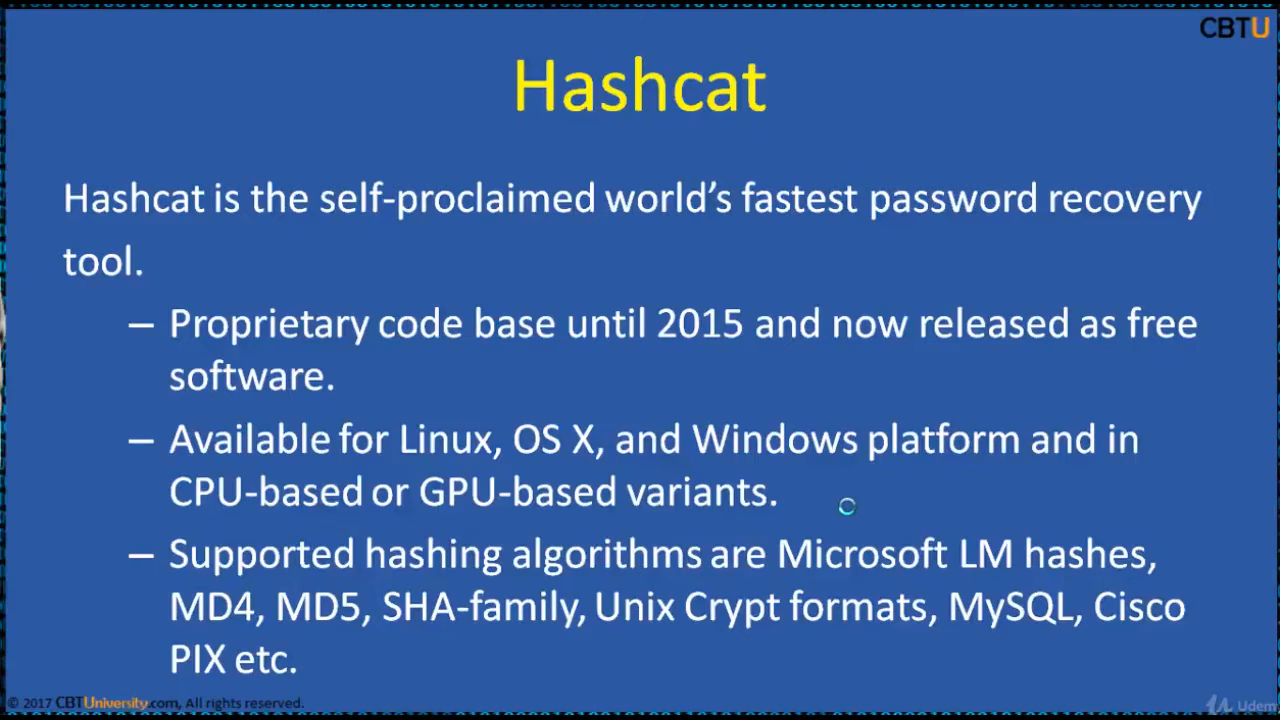 CBTU
Hashcat
Hashcat is the self-proclaimed world's fastest password recovery
tool.
– Proprietary code base until 2015 and now released as free
software.
– Available for Linux, OS X, and Windows platform and in
CPU-based or GPU-based variants.
– Supported hashing algorithms are Microsoft LM hashes,
MD4, MD5, SHA-family, Unix Crypt formats, MySQL, Cisco
PIX etc.
© 2017 CBTUniversity.com, All rights reserved.